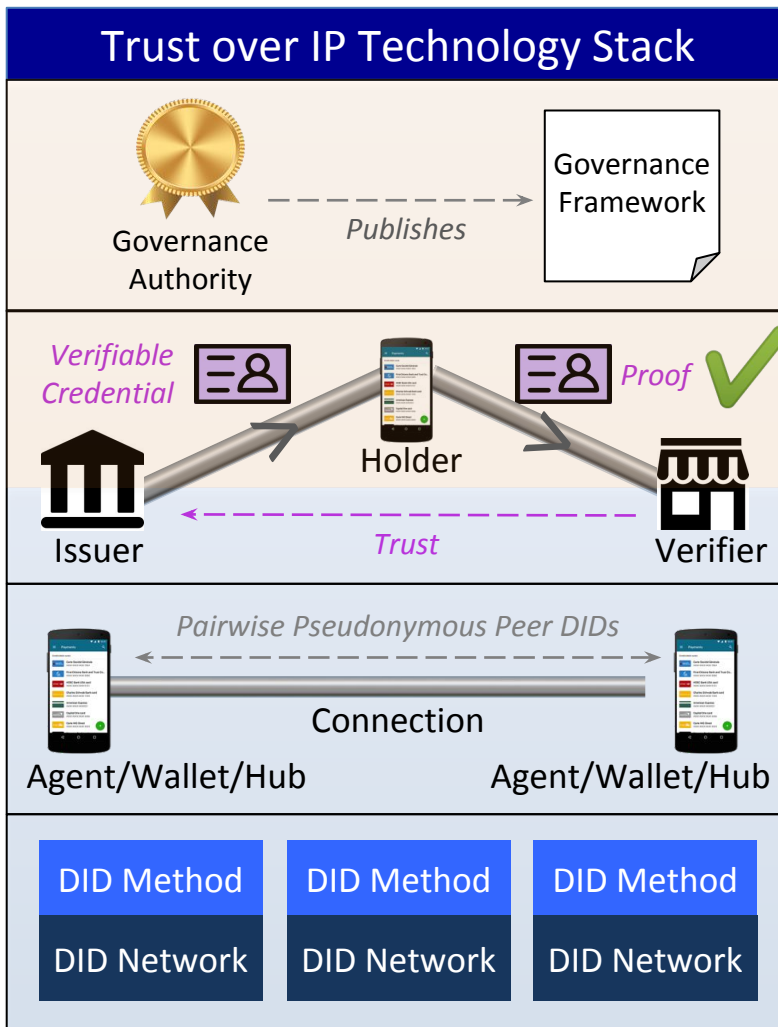 Trust over IP Technology Stack
Governance
Authority
Publishes
Governance
Framework
Verifiable
Credential
Proof
Holder
Issuer
Trust
Verifier
Pairwise Pseudonymous Peer DIDs
Connection
Agent/Wallet/Hub
Agent/Wallet/Hub
DID Method
DID Method
DID Method
DID Network
DID Network
DID Network